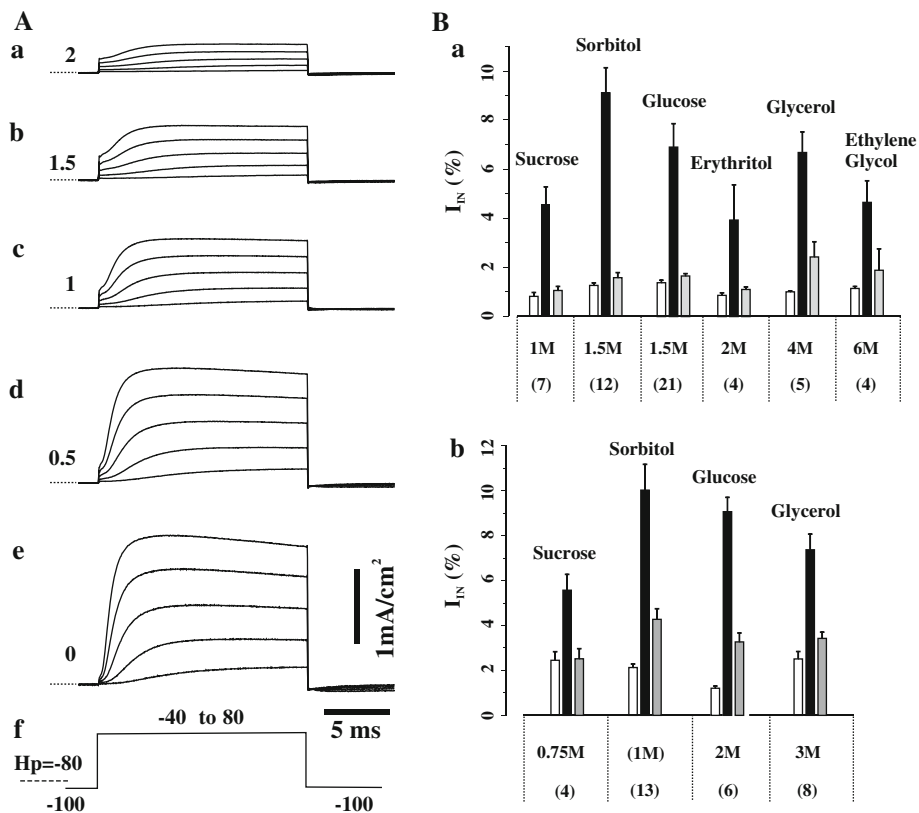 A
a
2
b
1.5
c
1
d
0.5
e
0
1mA/cm²
5 ms
f
-40 to 80
Hp=-80
-100
-100
B
a
I_IN (%)
10
8
6
4
2
0
Sucrose
Sorbitol
Glucose
Erythritol
Glycerol
Ethylene
Glycol
1M 1.5M 1.5M 2M 4M 6M
(7) (12) (21) (4) (5) (4)
b
I_IN (%)
12
10
8
6
4
2
0
Sucrose
Sorbitol
Glucose
Glycerol
0.75M (1M) 2M 3M
(4) (13) (6) (8)